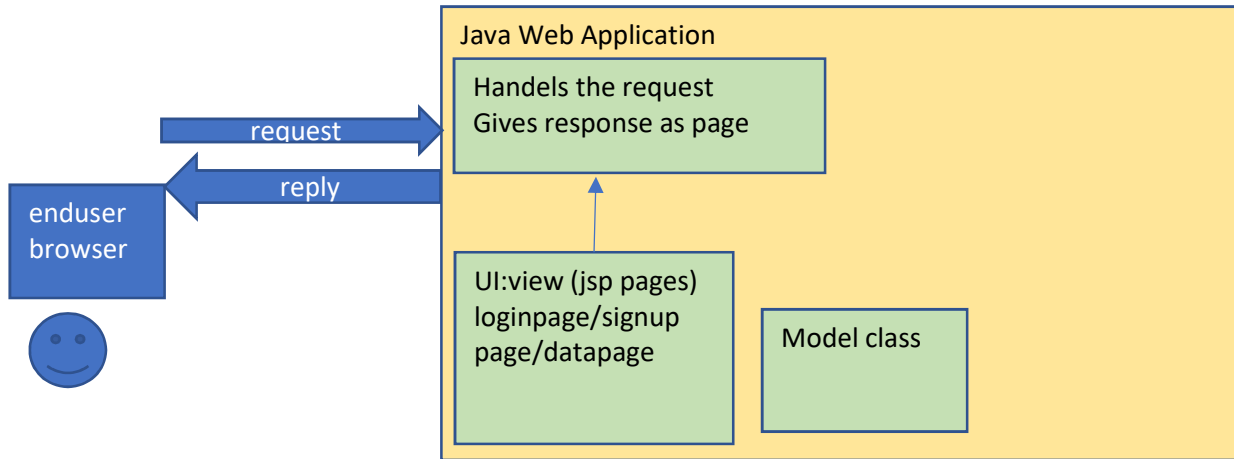 Java Web Application
Handels the request
Gives response as page
request
reply
enduser
browser
UI:view (jsp pages)
loginpage/signup
page/datapage
Model class